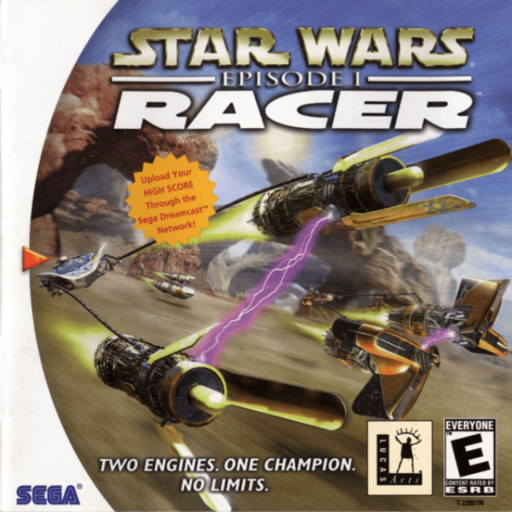 STAR WARS
EPISODE I
RACER
Upload Your
HIGH SCORE
Through the
Sega Dreamcast™
Network!
TWO ENGINES. ONE CHAMPION.
NO LIMITS.
SEGA®
LUCAS
Arts
EVERYONE
E
CONTENT RATED BY
ESRB
T-23001N